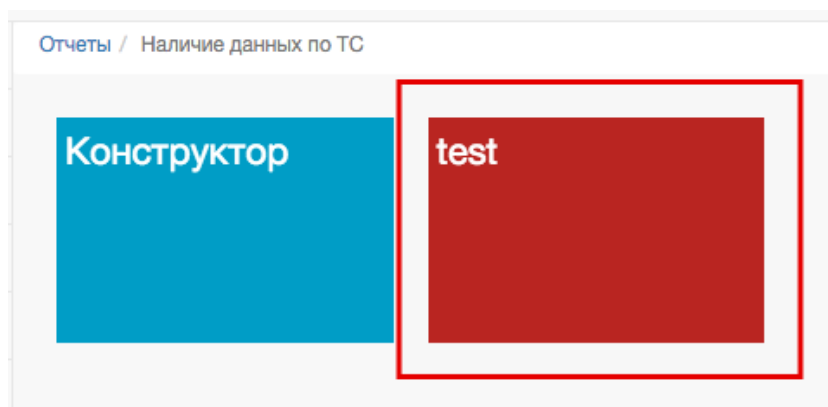 Отчеты / Наличие данных по ТС
Конструктор
test